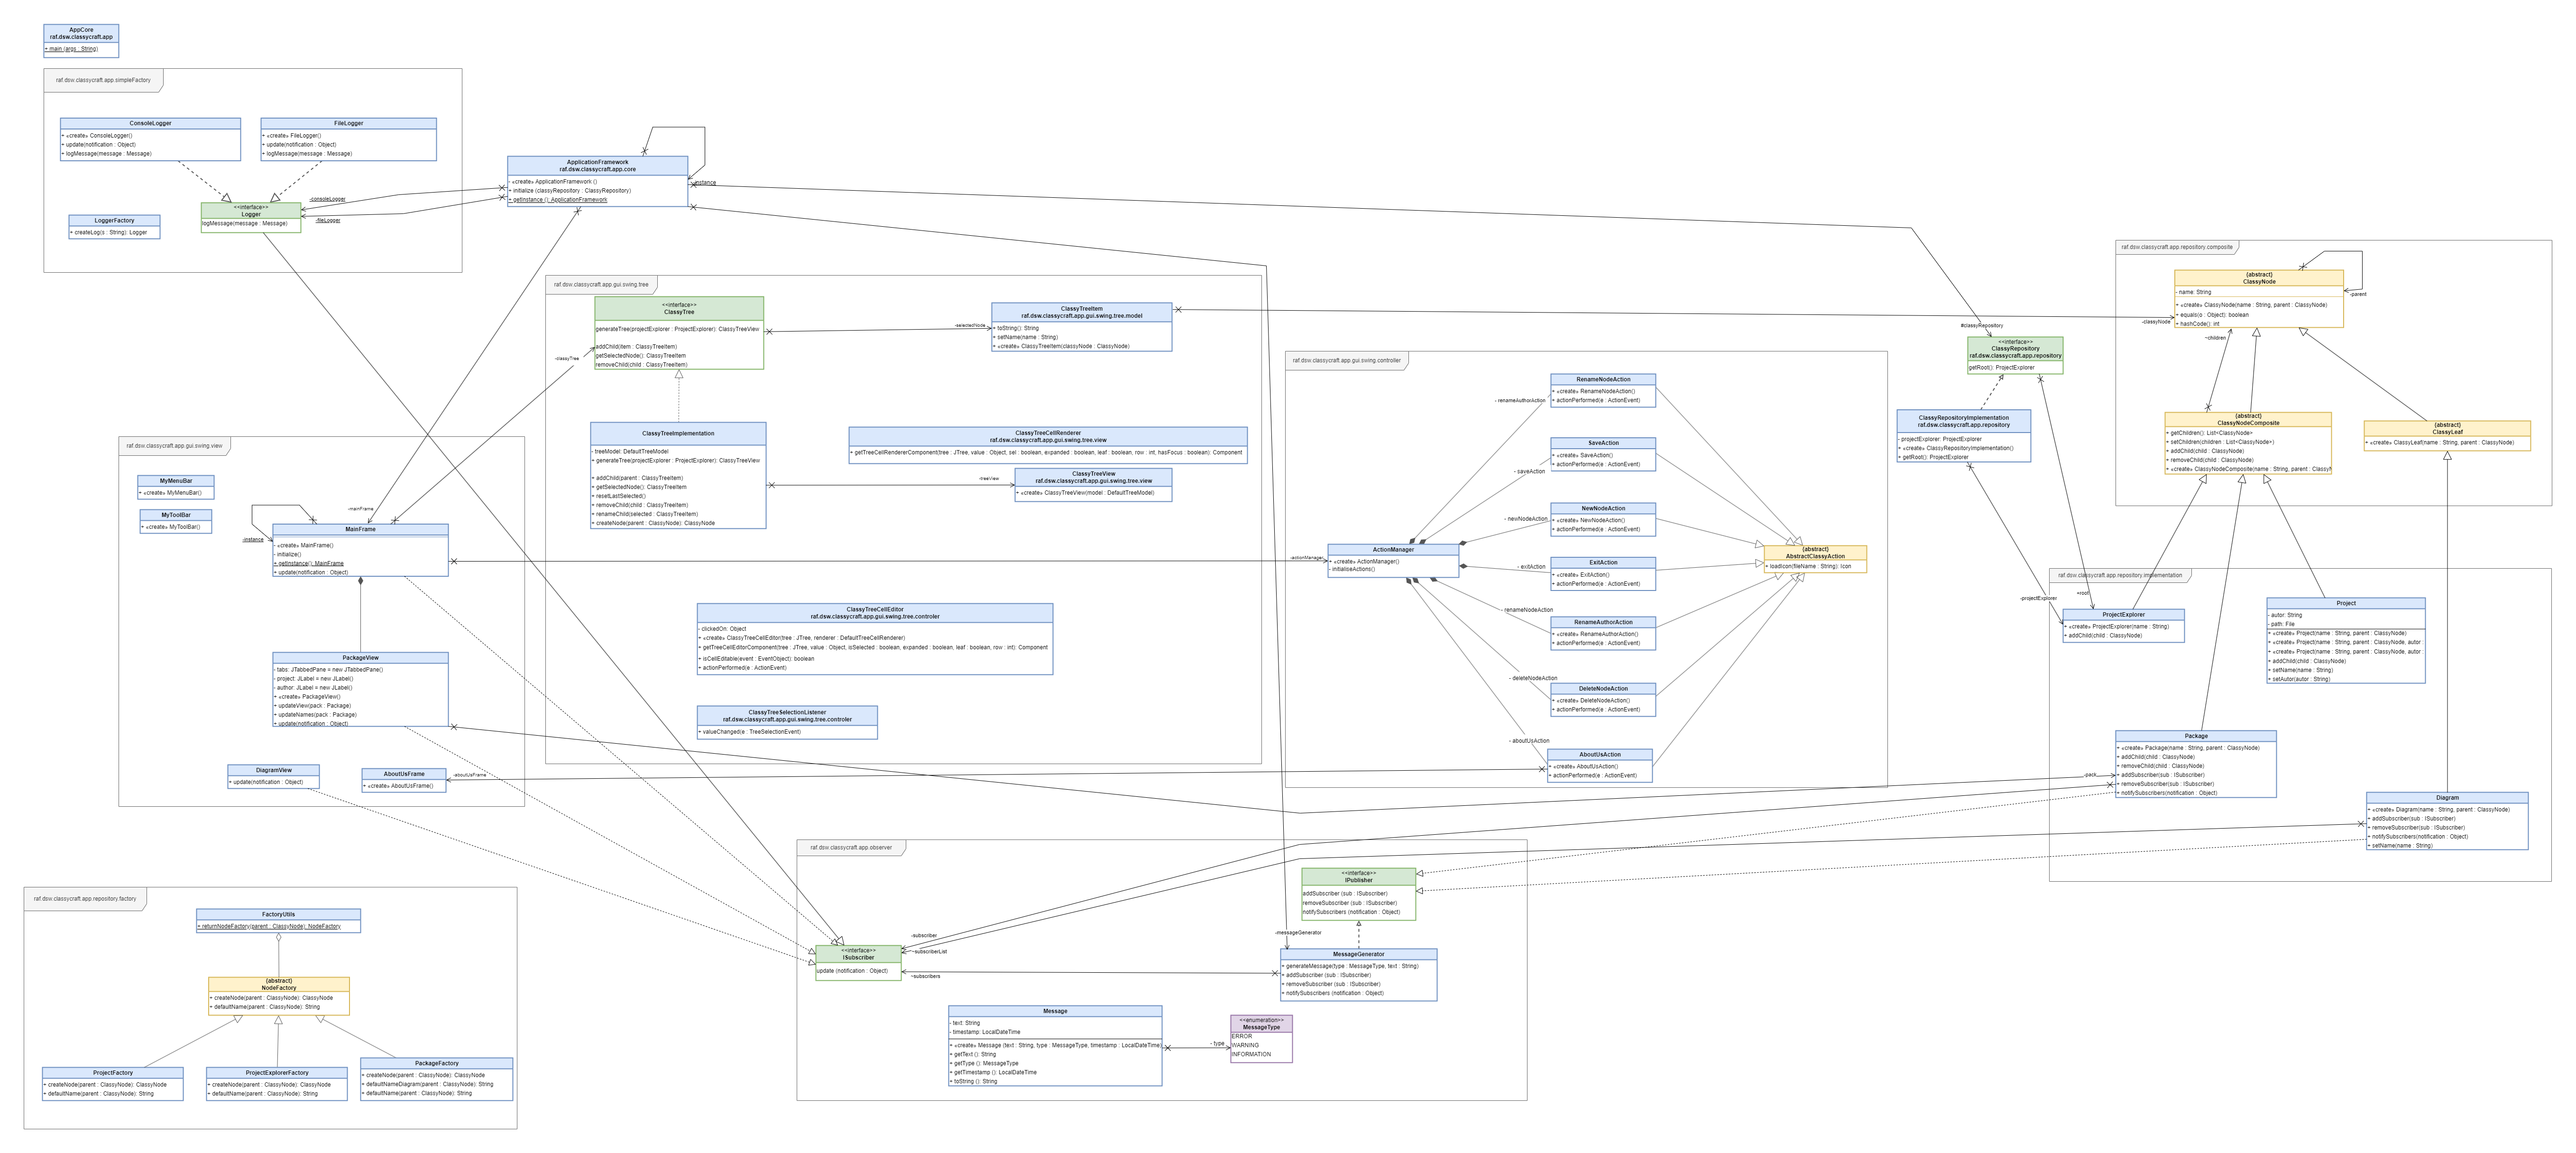 AppCore
raf.dsw.classycraft.app
+ main (args : String)
raf.dsw.classycraft.app.simpleFactory
ConsoleLogger
+ «create» ConsoleLogger()
+ update(notification : Object)
+ logMessage(message : Message)
FileLogger
+ «create» FileLogger()
+ update(notification : Object)
+ logMessage(message : Message)
<<interface>>
Logger
logMessage(message : Message)
LoggerFactory
+ createLog(s : String): Logger
-consoleLogger
-fileLogger
ApplicationFramework
raf.dsw.classycraft.app.core
- «create» ApplicationFramework ()
+ initialize (classyRepository : ClassyRepository)
+ getInstance (): ApplicationFramework
-instance
raf.dsw.classycraft.app.gui.swing.tree
<<interface>>
ClassyTree
generateTree(projectExplorer : ProjectExplorer): ClassyTreeView
addChild(item : ClassyTreeItem)
getSelectedNode(): ClassyTreeItem
removeChild(child : ClassyTreeItem)
-classyTree
-selectedNode
ClassyTreeItem
raf.dsw.classycraft.app.gui.swing.tree.model
+ toString(): String
+ setName(name : String)
+ «create» ClassyTreeItem(classyNode : ClassyNode)
-classyNode
ClassyTreeImplementation
- treeModel: DefaultTreeModel
+ generateTree(projectExplorer : ProjectExplorer): ClassyTreeView
+ addChild(parent : ClassyTreeItem)
+ getSelectedNode(): ClassyTreeItem
+ resetLastSelected()
+ removeChild(child : ClassyTreeItem)
+ renameChild(selected : ClassyTreeItem)
+ createNode(parent : ClassyNode): ClassyNode
ClassyTreeCellRenderer
raf.dsw.classycraft.app.gui.swing.tree.view
+ getTreeCellRendererComponent(tree : JTree, value : Object, sel : boolean, expanded : boolean, leaf : boolean, row : int, hasFocus : boolean): Component
-treeView
ClassyTreeView
raf.dsw.classycraft.app.gui.swing.tree.view
+ «create» ClassyTreeView(model : DefaultTreeModel)
ClassyTreeCellEditor
raf.dsw.classycraft.app.gui.swing.tree.controler
- clickedOn: Object
+ «create» ClassyTreeCellEditor(tree : JTree, renderer : DefaultTreeCellRenderer)
+ getTreeCellEditorComponent(tree : JTree, value : Object, isSelected : boolean, expanded : boolean, leaf : boolean, row : int): Component
+ isCellEditable(event : EventObject): boolean
+ actionPerformed(e : ActionEvent)
ClassyTreeSelectionListener
raf.dsw.classycraft.app.gui.swing.tree.controler
+ valueChanged(e : TreeSelectionEvent)
raf.dsw.classycraft.app.gui.swing.view
MyMenuBar
+ «create» MyMenuBar()
MyToolBar
+ «create» MyToolBar()
-mainFrame
-instance
MainFrame
- «create» MainFrame()
- initialize()
+ getInstance(): MainFrame
+ update(notification : Object)
PackageView
- tabs: JTabbedPane = new JTabbedPane()
- project: JLabel = new JLabel()
- author: JLabel = new JLabel()
+ «create» PackageView()
+ updateView(pack : Package)
+ updateNames(pack : Package)
+ update(notification : Object)
DiagramView
+ update(notification : Object)
AboutUsFrame
+ «create» AboutUsFrame()
-aboutUsFrame
raf.dsw.classycraft.app.gui.swing.controller
-actionManager
ActionManager
+ «create» ActionManager()
- initialiseActions()
- renameAuthorAction
- saveAction
- newNodeAction
- exitAction
- renameNodeAction
- deleteNodeAction
- aboutUsAction
RenameNodeAction
+ «create» RenameNodeAction()
+ actionPerformed(e : ActionEvent)
SaveAction
+ «create» SaveAction()
+ actionPerformed(e : ActionEvent)
NewNodeAction
+ «create» NewNodeAction()
+ actionPerformed(e : ActionEvent)
ExitAction
+ «create» ExitAction()
+ actionPerformed(e : ActionEvent)
RenameAuthorAction
+ «create» RenameAuthorAction()
+ actionPerformed(e : ActionEvent)
DeleteNodeAction
+ «create» DeleteNodeAction()
+ actionPerformed(e : ActionEvent)
AboutUsAction
+ «create» AboutUsAction()
+ actionPerformed(e : ActionEvent)
{abstract}
AbstractClassyAction
+ loadIcon(fileName : String): Icon
#classyRepository
<<interface>>
ClassyRepository
raf.dsw.classycraft.app.repository
getRoot(): ProjectExplorer
ClassyRepositoryImplementation
raf.dsw.classycraft.app.repository
- projectExplorer: ProjectExplorer
+ «create» ClassyRepositoryImplementation()
+ getRoot(): ProjectExplorer
-projectExplorer
+root
raf.dsw.classycraft.app.repository.composite
{abstract}
ClassyNode
- name: String
+ «create» ClassyNode(name : String, parent : ClassyNode)
+ equals(o : Object): boolean
+ hashCode(): int
-parent
~children
{abstract}
ClassyNodeComposite
+ getChildren(): List<ClassyNode>
+ setChildren(children : List<ClassyNode>)
+ addChild(child : ClassyNode)
+ removeChild(child : ClassyNode)
+ «create» ClassyNodeComposite(name : String, parent : ClassyN
{abstract}
ClassyLeaf
+ «create» ClassyLeaf(name : String, parent : ClassyNode)
raf.dsw.classycraft.app.repository.implementation
ProjectExplorer
+ «create» ProjectExplorer(name : String)
+ addChild(child : ClassyNode)
Project
- autor: String
- path: File
+ «create» Project(name : String, parent : ClassyNode)
+ «create» Project(name : String, parent : ClassyNode, autor :
+ «create» Project(name : String, parent : ClassyNode, autor :
+ addChild(child : ClassyNode)
+ setName(name : String)
+ setAutor(autor : String)
-pack
Package
+ «create» Package(name : String, parent : ClassyNode)
+ addChild(child : ClassyNode)
+ removeChild(child : ClassyNode)
+ addSubscriber(sub : ISubscriber)
+ removeSubscriber(sub : ISubscriber)
+ notifySubscribers(notification : Object)
Diagram
+ «create» Diagram(name : String, parent : ClassyNode)
+ addSubscriber(sub : ISubscriber)
+ removeSubscriber(sub : ISubscriber)
+ notifySubscribers(notification : Object)
+ setName(name : String)
raf.dsw.classycraft.app.observer
<<interface>>
IPublisher
addSubscriber (sub : ISubscriber)
removeSubscriber (sub : ISubscriber)
notifySubscribers (notification : Object)
-messageGenerator
-subscriber
~subscriberList
~subscribers
<<interface>>
ISubscriber
update (notification : Object)
MessageGenerator
+ generateMessage(type : MessageType, text : String)
+ addSubscriber (sub : ISubscriber)
+ removeSubscriber (sub : ISubscriber)
+ notifySubscribers (notification : Object)
Message
- text: String
- timestamp: LocalDateTime
+ «create» Message (text : String, type : MessageType, timestamp : LocalDateTime)
+ getText (): String
+ getType (): MessageType
+ getTimestamp (): LocalDateTime
+ toString (): String
- type
<<enumeration>>
MessageType
ERROR
WARNING
INFORMATION
raf.dsw.classycraft.app.repository.factory
FactoryUtils
+ returnNodeFactory(parent : ClassyNode): NodeFactory
{abstract}
NodeFactory
+ createNode(parent : ClassyNode): ClassyNode
+ defaultName(parent : ClassyNode): String
ProjectFactory
+ createNode(parent : ClassyNode): ClassyNode
+ defaultName(parent : ClassyNode): String
ProjectExplorerFactory
+ createNode(parent : ClassyNode): ClassyNode
+ defaultName(parent : ClassyNode): String
PackageFactory
+ createNode(parent : ClassyNode): ClassyNode
+ defaultNameDiagram(parent : ClassyNode): String
+ defaultName(parent : ClassyNode): String